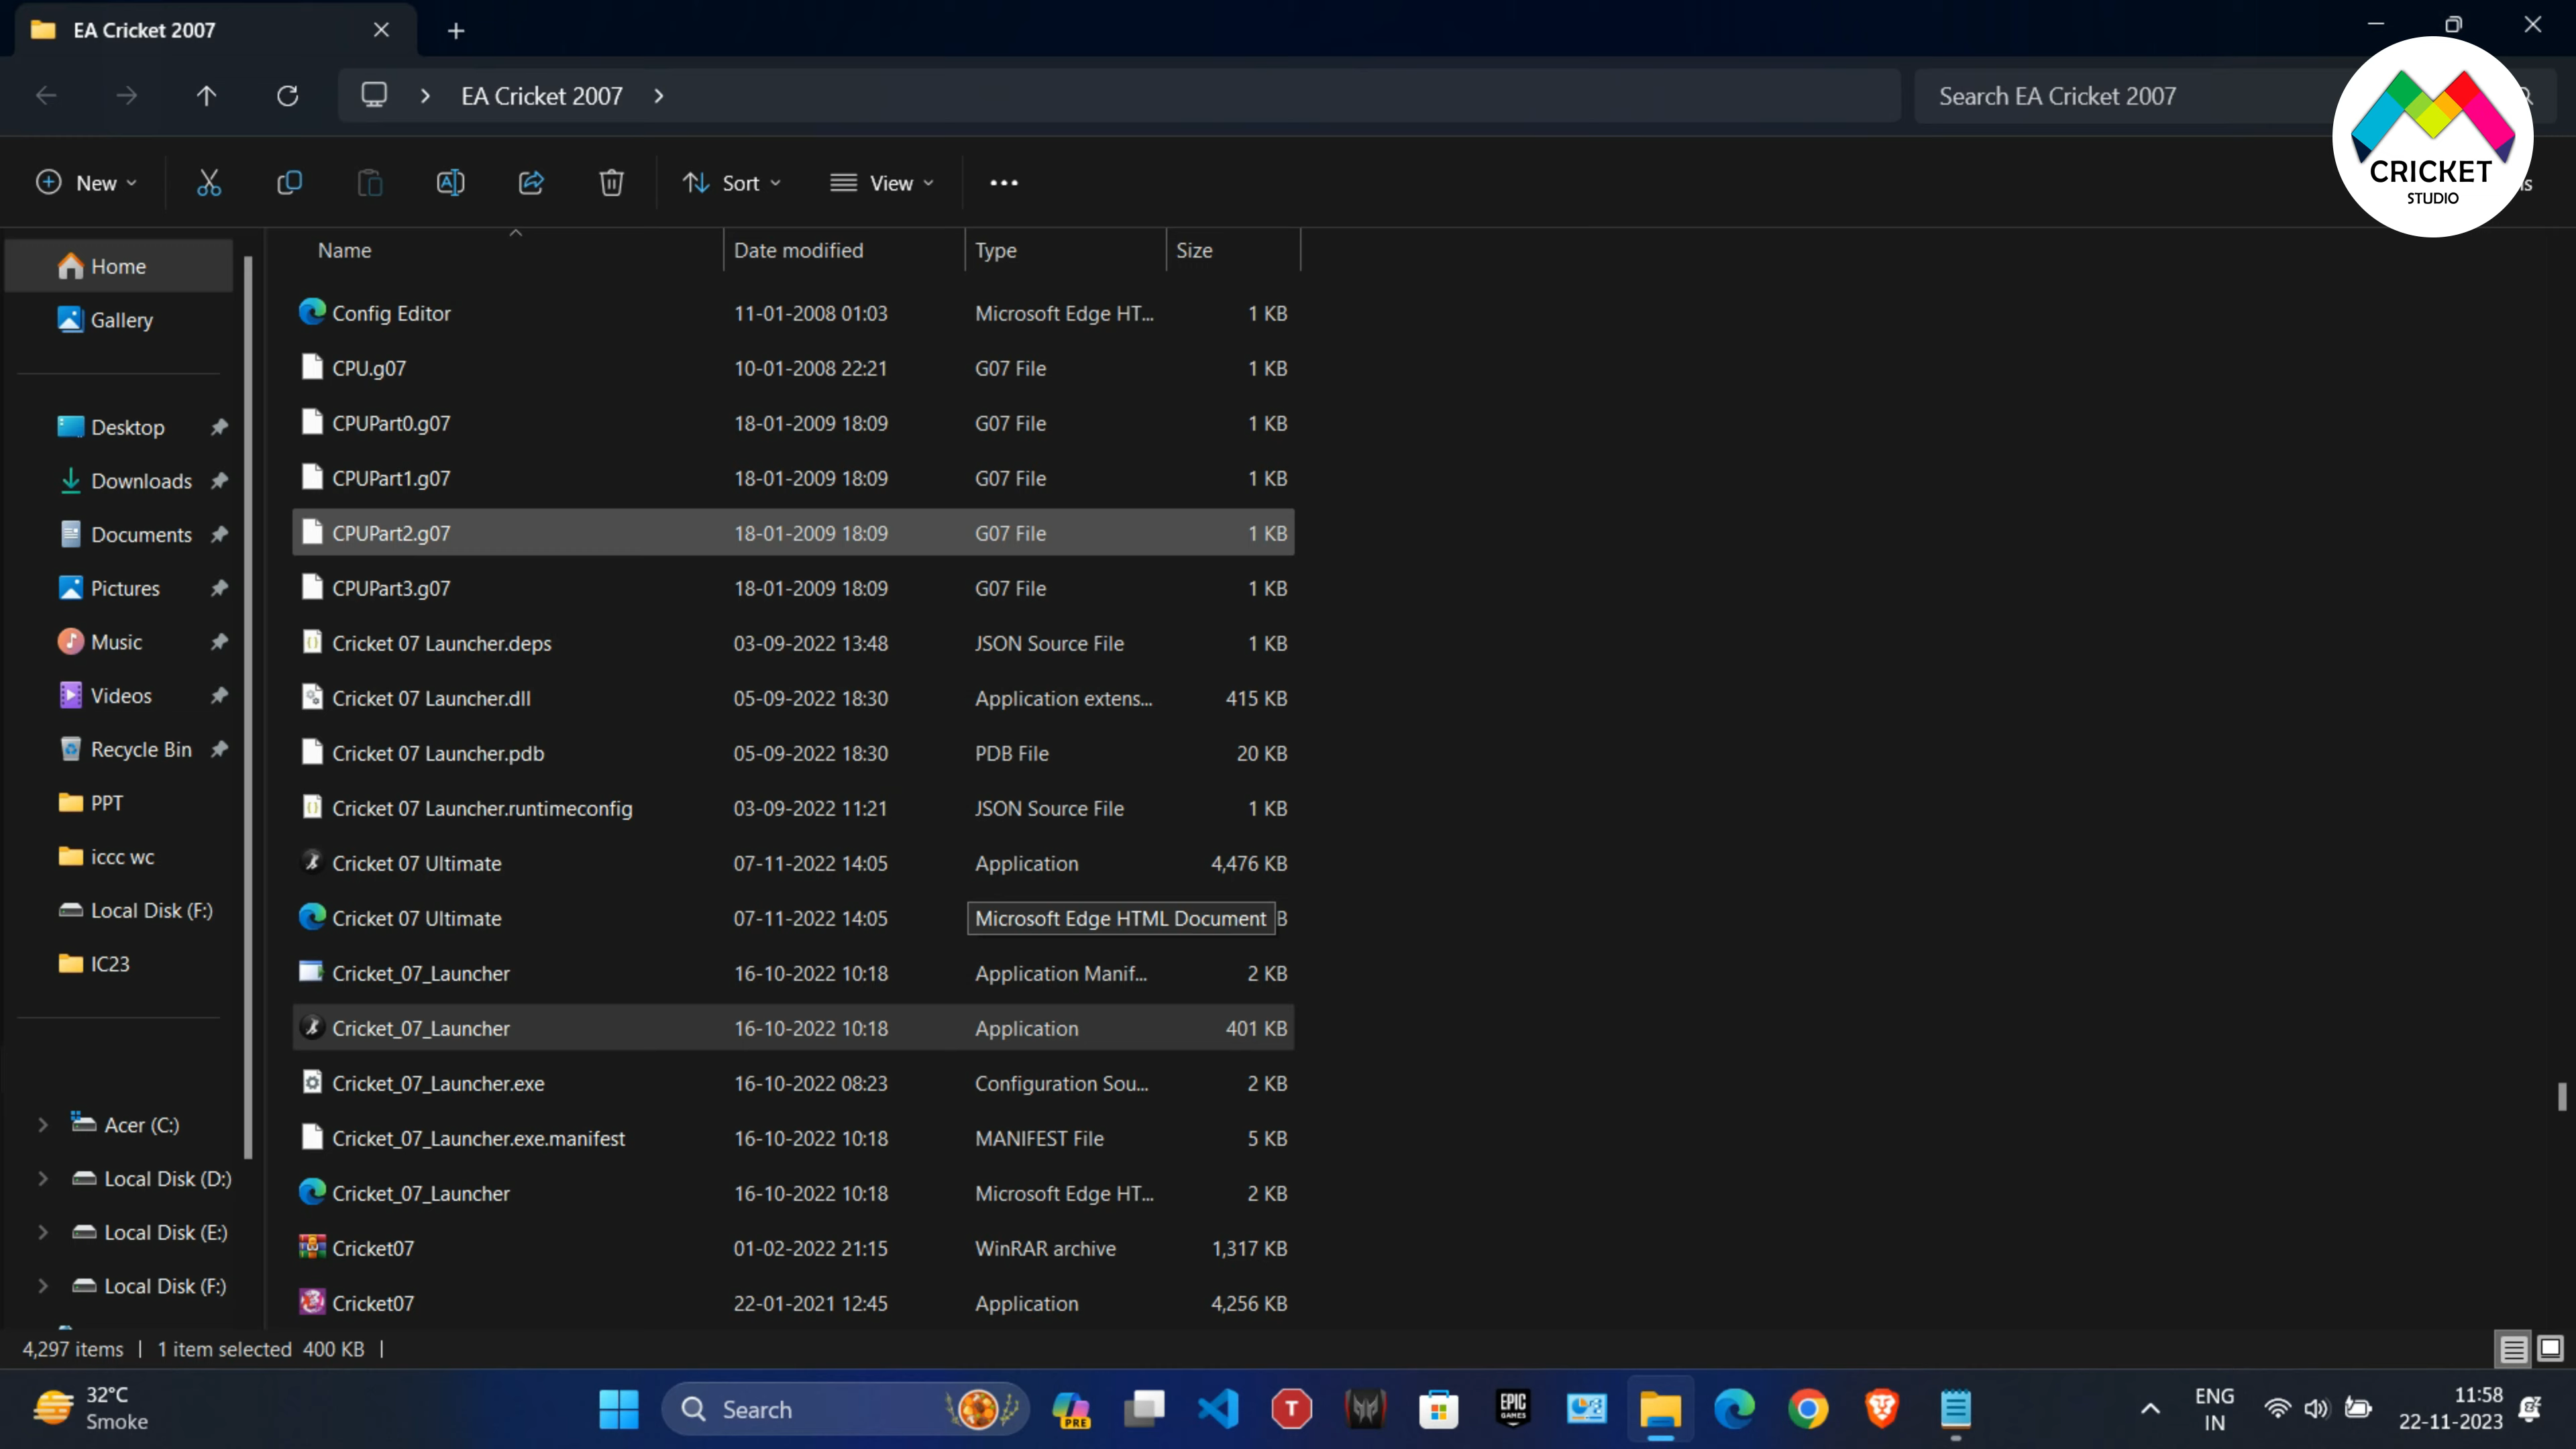 EA Cricket 2007
EA Cricket 2007
Search EA Cricket 2007
CRICKET
STUDIO
New
Sort
View
Name
Date modified
Type
Size
Home
Gallery
Desktop
Downloads
Documents
Pictures
Music
Videos
Recycle Bin
PPT
iccc wc
Local Disk (F:)
IC23
Acer (C:)
Local Disk (D:)
Local Disk (E:)
Local Disk (F:)
Config Editor 11-01-2008 01:03 Microsoft Edge HT... 1 KB
CPU.g07 10-01-2008 22:21 G07 File 1 KB
CPUPart0.g07 18-01-2009 18:09 G07 File 1 KB
CPUPart1.g07 18-01-2009 18:09 G07 File 1 KB
CPUPart2.g07 18-01-2009 18:09 G07 File 1 KB
CPUPart3.g07 18-01-2009 18:09 G07 File 1 KB
Cricket 07 Launcher.deps 03-09-2022 13:48 JSON Source File 1 KB
Cricket 07 Launcher.dll 05-09-2022 18:30 Application extens... 415 KB
Cricket 07 Launcher.pdb 05-09-2022 18:30 PDB File 20 KB
Cricket 07 Launcher.runtimeconfig 03-09-2022 11:21 JSON Source File 1 KB
Cricket 07 Ultimate 07-11-2022 14:05 Application 4,476 KB
Cricket 07 Ultimate 07-11-2022 14:05 Microsoft Edge HTML Document B
Cricket_07_Launcher 16-10-2022 10:18 Application Manif... 2 KB
Cricket_07_Launcher 16-10-2022 10:18 Application 401 KB
Cricket_07_Launcher.exe 16-10-2022 08:23 Configuration Sou... 2 KB
Cricket_07_Launcher.exe.manifest 16-10-2022 10:18 MANIFEST File 5 KB
Cricket_07_Launcher 16-10-2022 10:18 Microsoft Edge HT... 2 KB
Cricket07 01-02-2022 21:15 WinRAR archive 1,317 KB
Cricket07 22-01-2021 12:45 Application 4,256 KB
4,297 items | 1 item selected 400 KB |
32°C
Smoke
Search
PRE
T
EPIC
GAMES
ENG
IN
11:58
22-11-2023